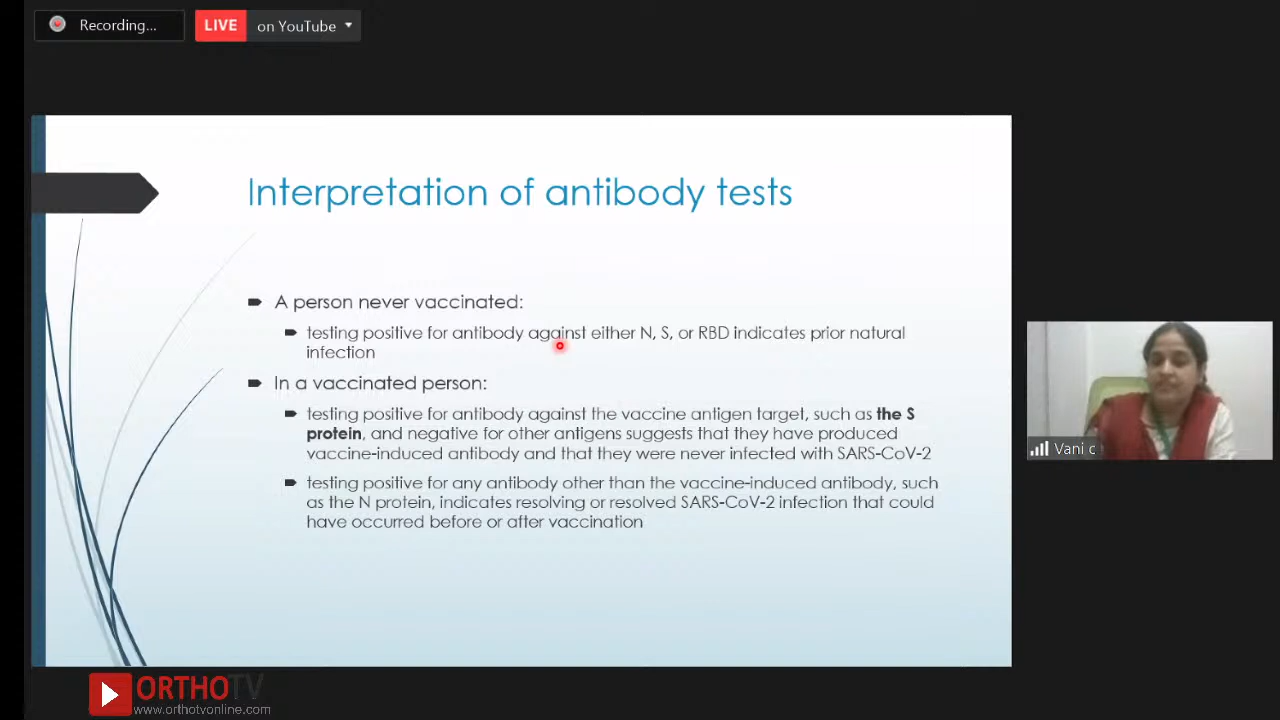 Recording...
LIVE on YouTube
Interpretation of antibody tests
A person never vaccinated:
testing positive for antibody against either N, S, or RBD indicates prior natural
infection
In a vaccinated person:
testing positive for antibody against the vaccine antigen target, such as the S
protein, and negative for other antigens suggests that they have produced
vaccine-induced antibody and that they were never infected with SARS-CoV-2
testing positive for any antibody other than the vaccine-induced antibody, such
as the N protein, indicates resolving or resolved SARS-CoV-2 infection that could
have occurred before or after vaccination
Vani c
ORTHOTV
www.orthotvonline.com